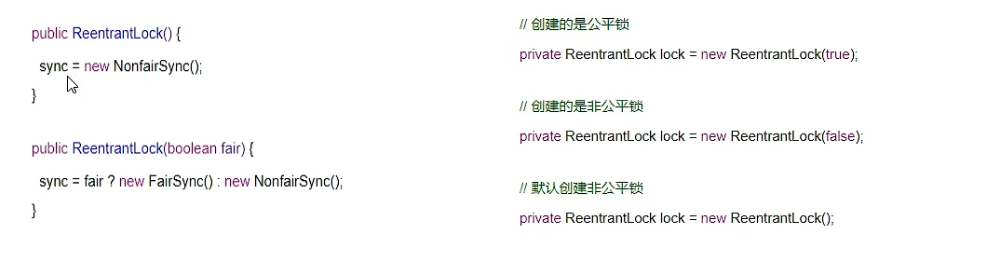 public ReentrantLock() {
sync = new NonfairSync();
}
public ReentrantLock(boolean fair) {
sync = fair ? new FairSync() : new NonfairSync();
}
// 创建的是公平锁
private ReentrantLock lock = new ReentrantLock(true);
// 创建的是非公平锁
private ReentrantLock lock = new ReentrantLock(false);
// 默认创建非公平锁
private ReentrantLock lock = new ReentrantLock();